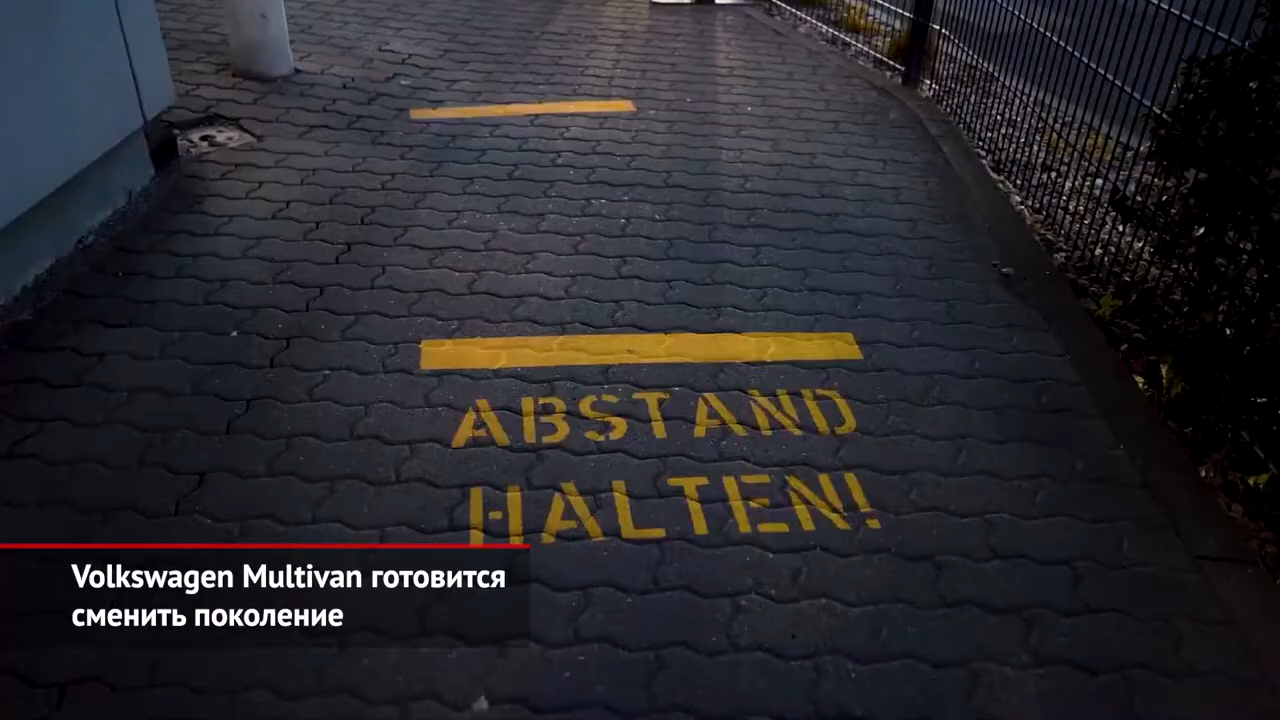 ABSTAND
HALTEN!
Volkswagen Multivan готовится
сменить поколение